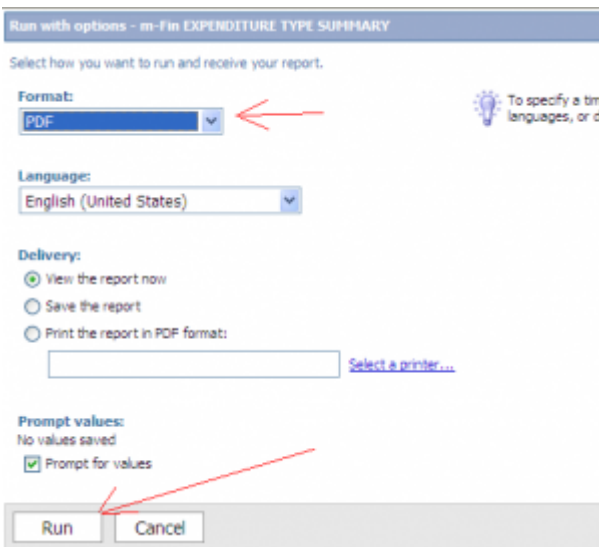 Run with options - m-Fin EXPENDITURE TYPE SUMMARY
Select how you want to run and receive your report.
Format:
PDF
To specify a tim
languages, or d
Language:
English (United States)
Delivery:
View the report now
Save the report
Print the report in PDF format:
Select a printer...
Prompt values:
No values saved
Prompt for values
Run Cancel